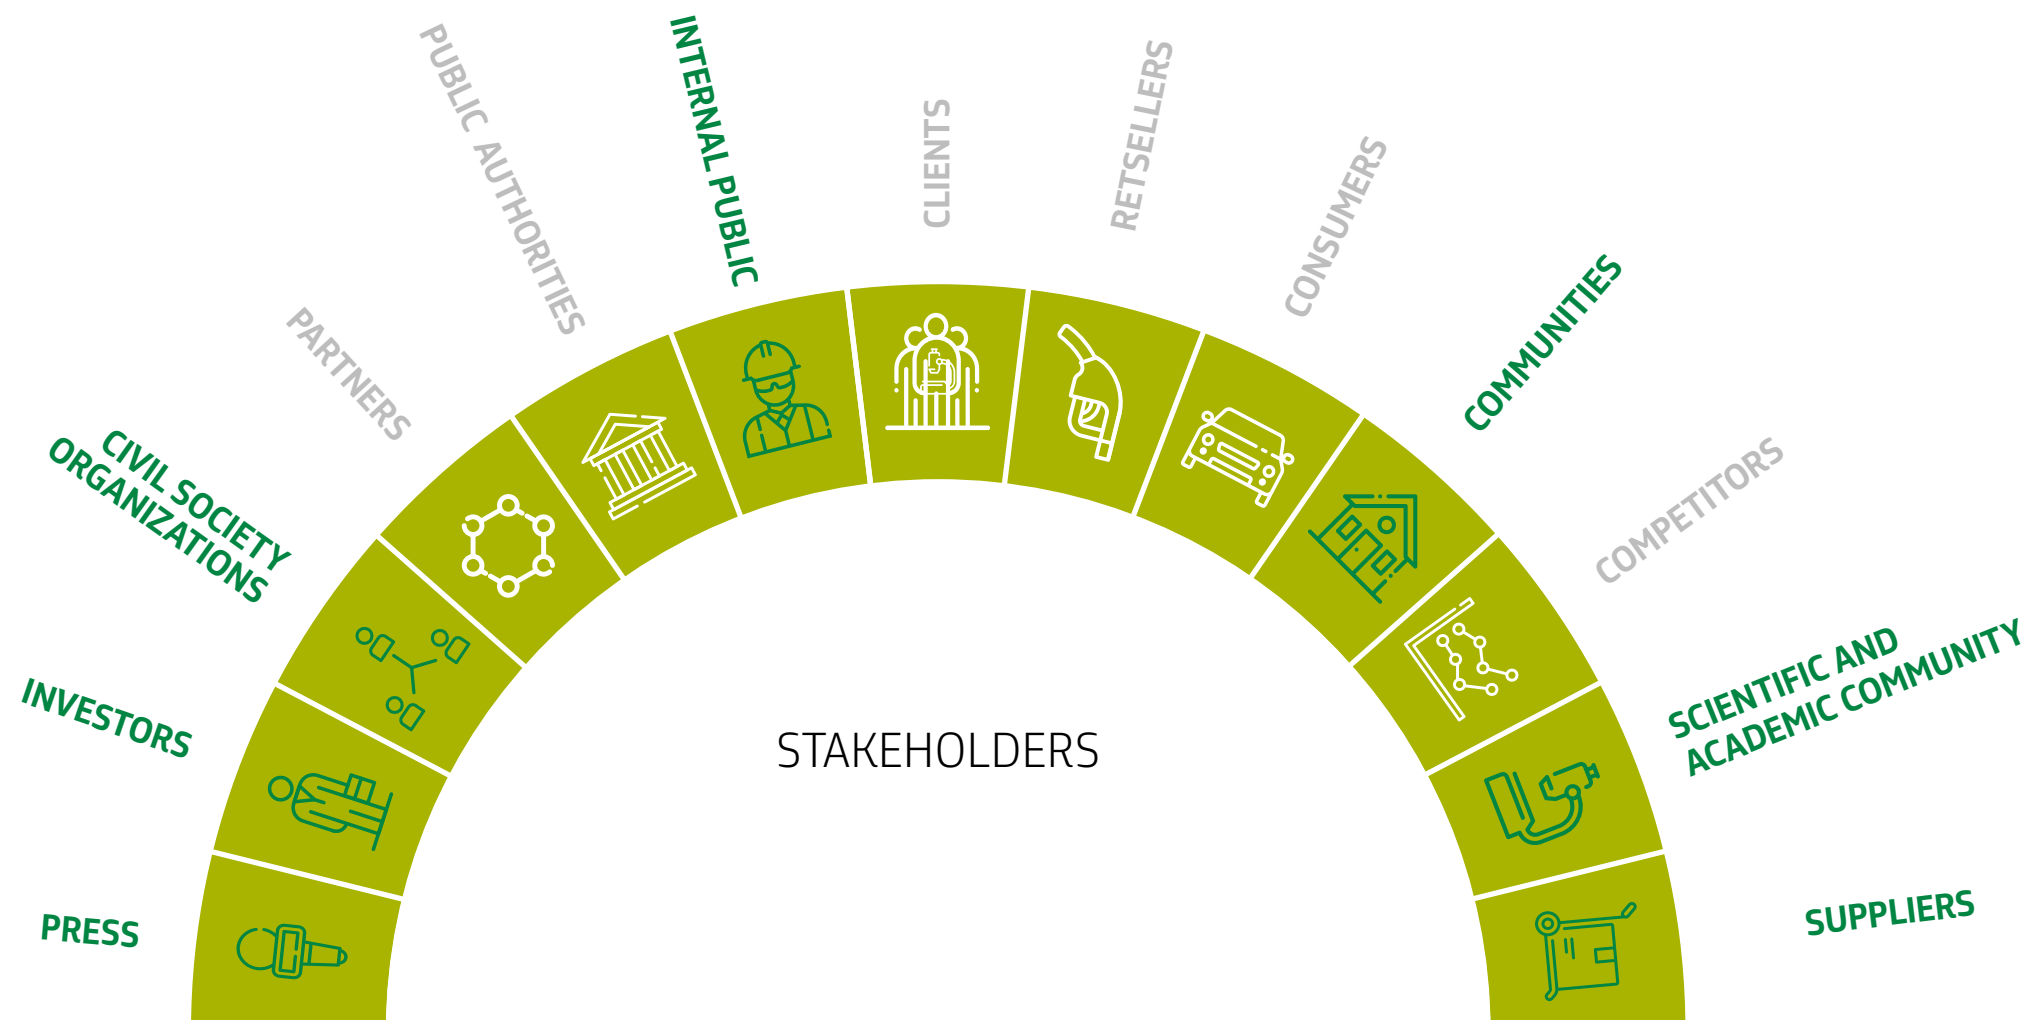 PRESS
INVESTORS
CIVIL SOCIETY
ORGANIZATIONS
PARTNERS
PUBLIC AUTHORITIES
INTERNAL PUBLIC
CLIENTS
RETSELLERS
CONSUMERS
COMMUNITIES
COMPETITORS
SCIENTIFIC AND
ACADEMIC COMMUNITY
SUPPLIERS
STAKEHOLDERS